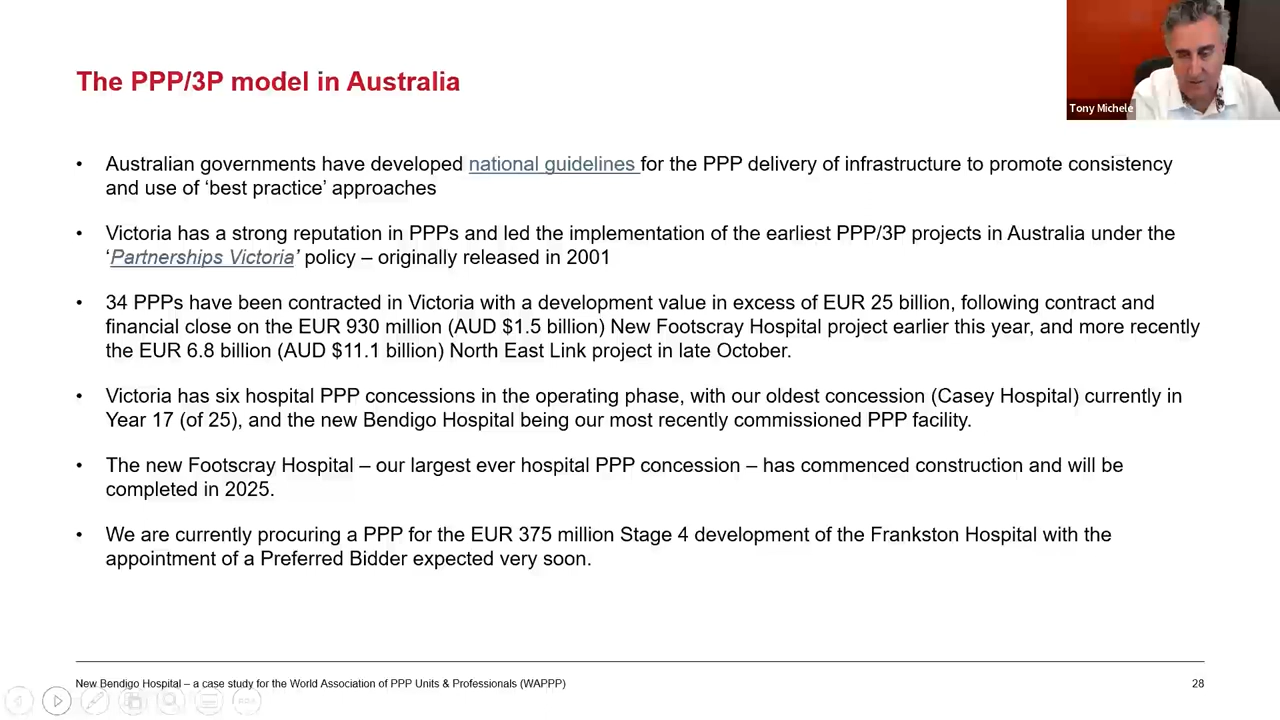 The PPP/3P model in Australia
Tony Michele
• Australian governments have developed national guidelines for the PPP delivery of infrastructure to promote consistency
and use of ‘best practice’ approaches
• Victoria has a strong reputation in PPPs and led the implementation of the earliest PPP/3P projects in Australia under the
‘Partnerships Victoria’ policy – originally released in 2001
• 34 PPPs have been contracted in Victoria with a development value in excess of EUR 25 billion, following contract and
financial close on the EUR 930 million (AUD $1.5 billion) New Footscray Hospital project earlier this year, and more recently
the EUR 6.8 billion (AUD $11.1 billion) North East Link project in late October.
• Victoria has six hospital PPP concessions in the operating phase, with our oldest concession (Casey Hospital) currently in
Year 17 (of 25), and the new Bendigo Hospital being our most recently commissioned PPP facility.
• The new Footscray Hospital – our largest ever hospital PPP concession – has commenced construction and will be
completed in 2025.
• We are currently procuring a PPP for the EUR 375 million Stage 4 development of the Frankston Hospital with the
appointment of a Preferred Bidder expected very soon.
New Bendigo Hospital – a case study for the World Association of PPP Units & Professionals (WAPPP)
28